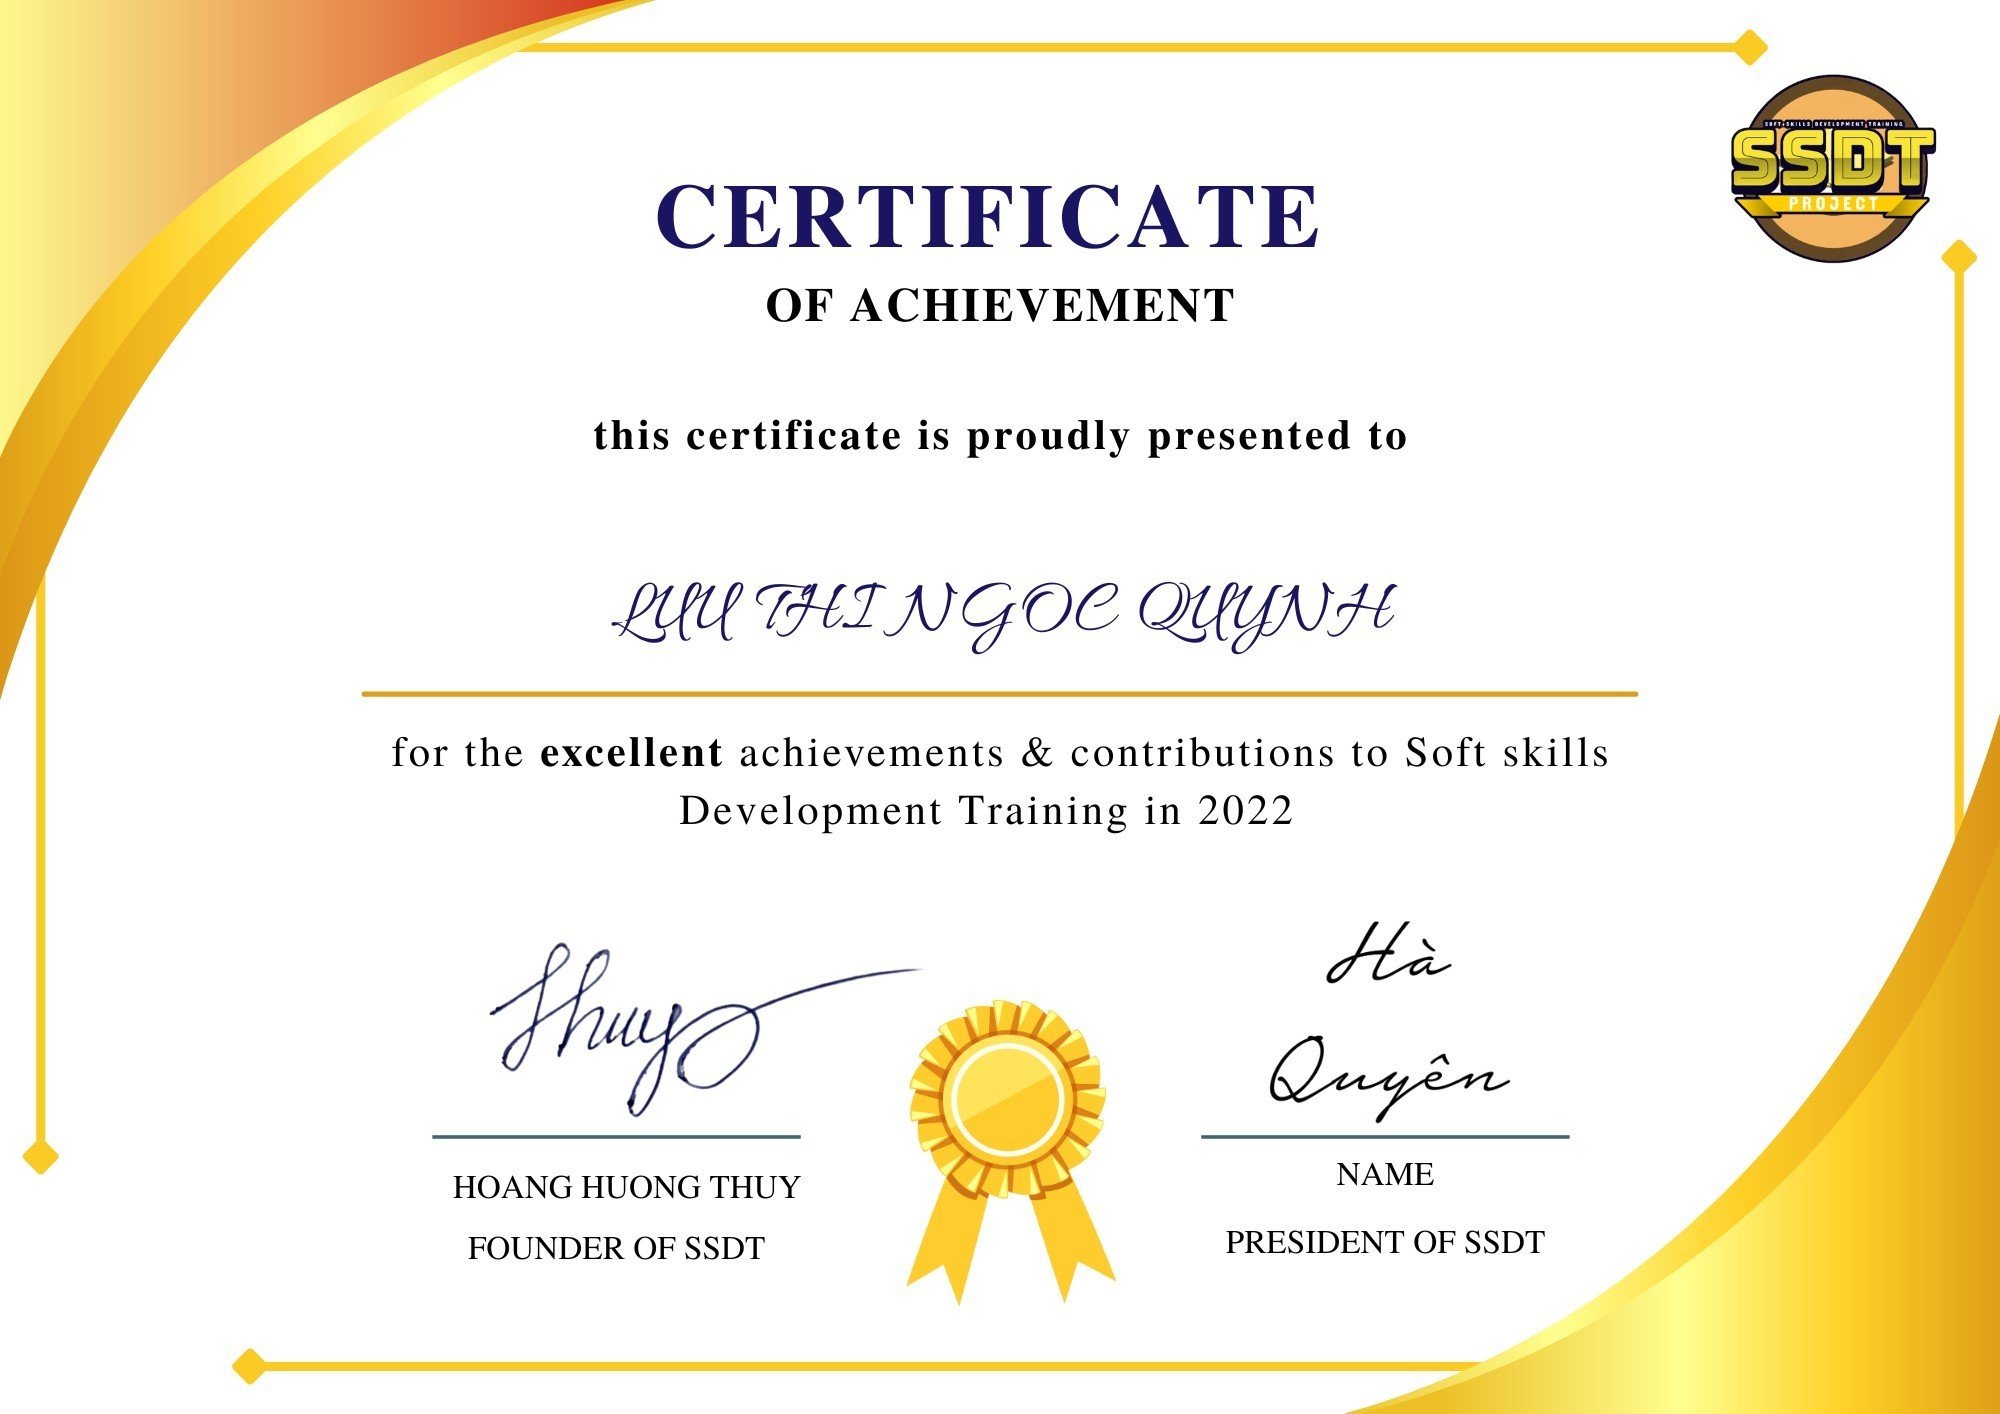 SOFT SKILLS DEVELOPMENT TRAINING
SSDT
PROJECT
CERTIFICATE
OF ACHIEVEMENT
this certificate is proudly presented to
LUU THI NGOC QUYNH
for the excellent achievements & contributions to Soft skills
Development Training in 2022
Thuy
HOANG HUONG THUY
FOUNDER OF SSDT
Hà
Quyên
NAME
PRESIDENT OF SSDT